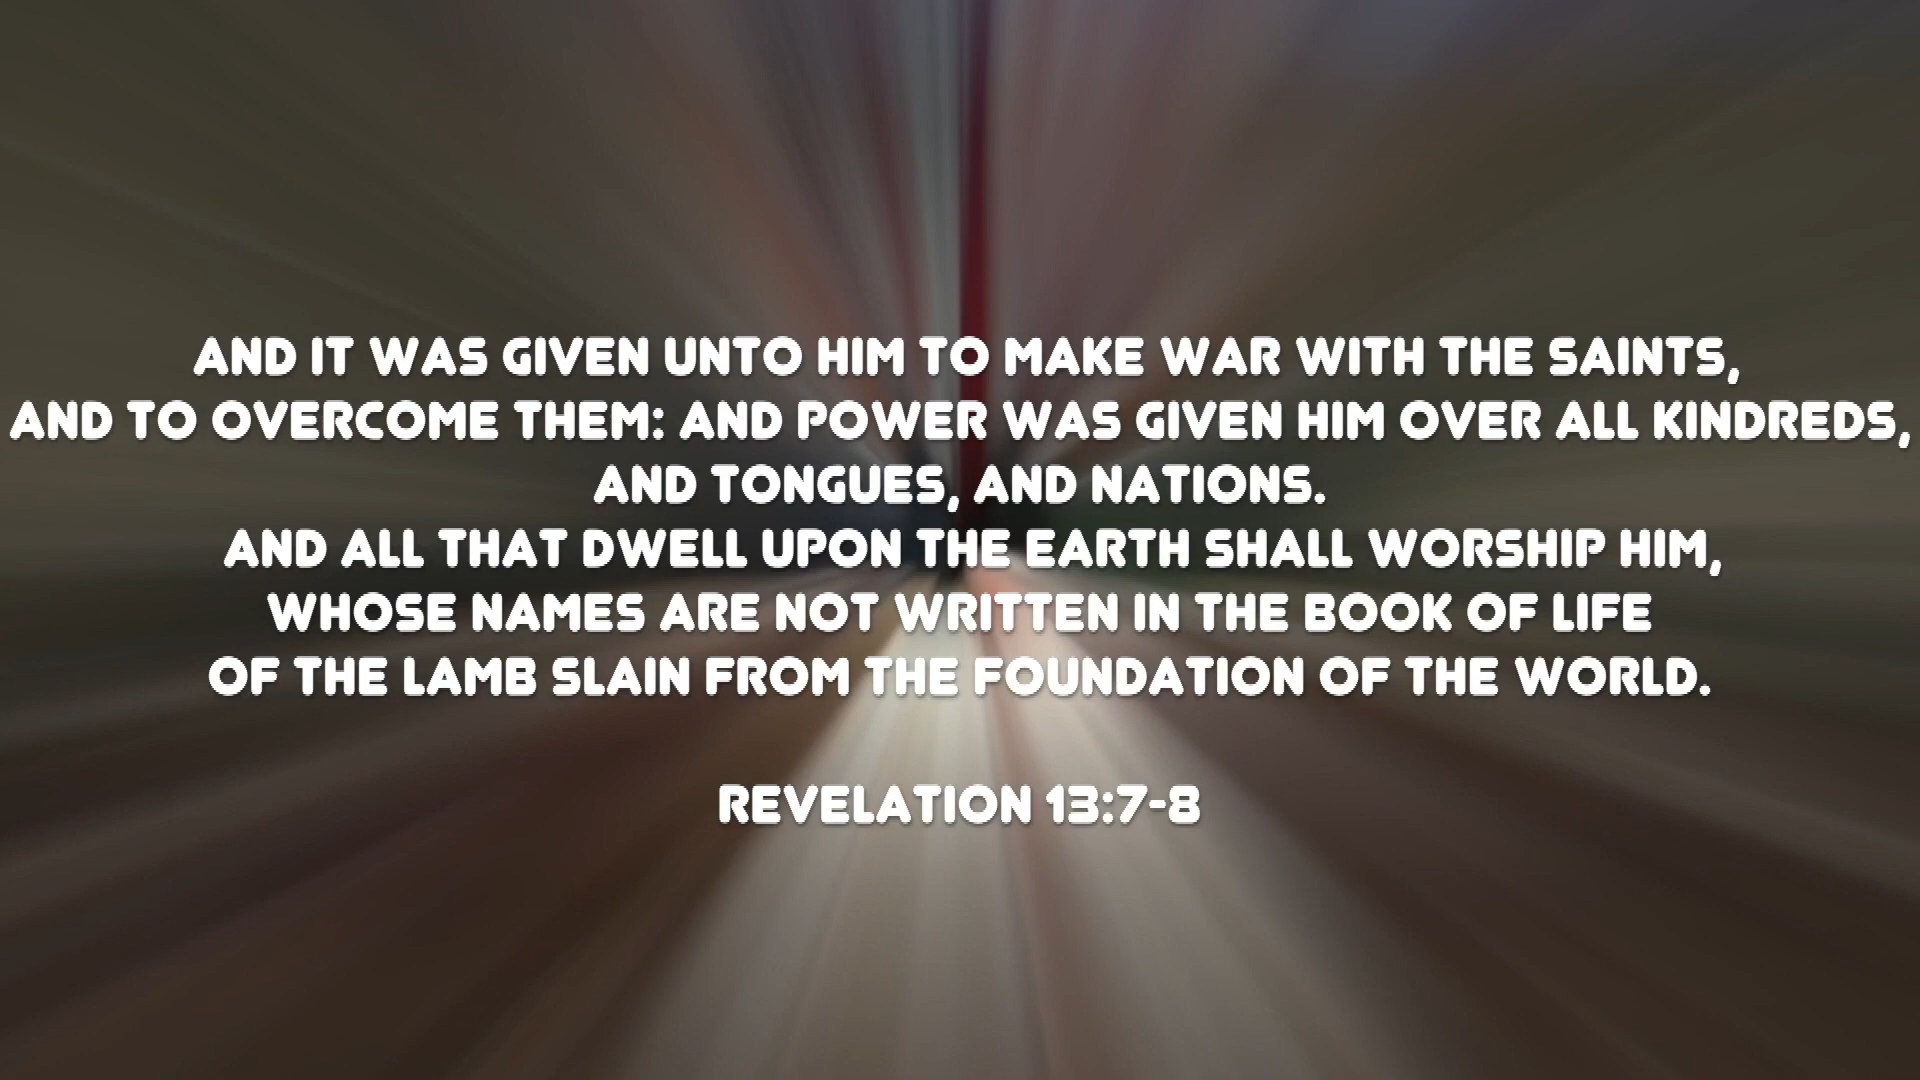 AND IT WAS GIVEN UNTO HIM TO MAKE WAR WITH THE SAINTS,
AND TO OVERCOME THEM: AND POWER WAS GIVEN HIM OVER ALL KINDREDS,
AND TONGUES, AND NATIONS.
AND ALL THAT DWELL UPON THE EARTH SHALL WORSHIP HIM,
WHOSE NAMES ARE NOT WRITTEN IN THE BOOK OF LIFE
OF THE LAMB SLAIN FROM THE FOUNDATION OF THE WORLD.
REVELATION 13:7-8